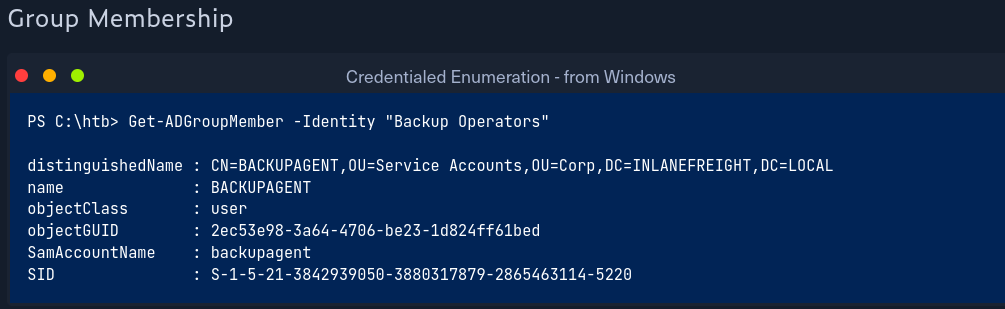 Group Membership
Credentialed Enumeration - from Windows
PS C:\htb> Get-ADGroupMember -Identity "Backup Operators"
distinguishedName : CN=BACKUPAGENT,OU=Service Accounts,OU=Corp,DC=INLANEFREIGHT,DC=LOCAL
name              : BACKUPAGENT
objectClass       : user
objectGUID        : 2ec53e98-3a64-4706-be23-1d824ff61bed
SamAccountName    : backupagent
SID               : S-1-5-21-3842939050-3880317879-2865463114-5220